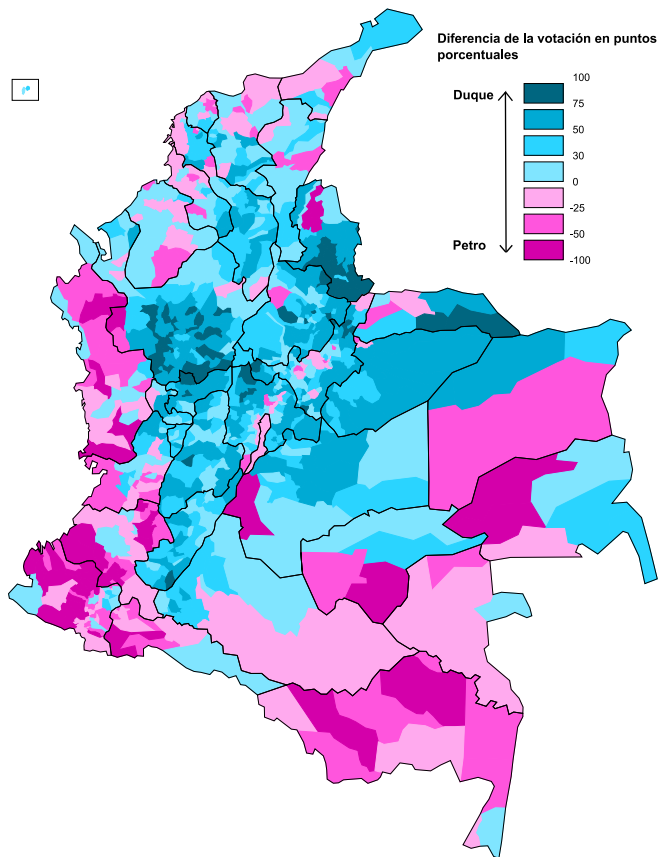 Diferencia de la votación en puntos
porcentuales
Duque
Petro
100
75
50
30
0
-25
-50
-100